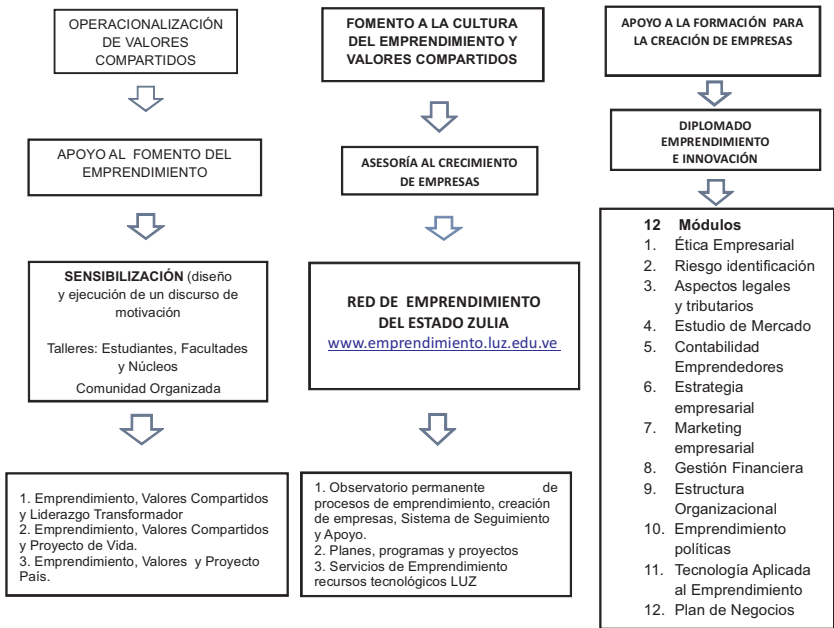 OPERACIONALIZACIÓN
DE VALORES
COMPARTIDOS
APOYO AL FOMENTO DEL
EMPRENDIMIENTO
SENSIBILIZACIÓN (diseño
y ejecución de un discurso de
motivación
Talleres: Estudiantes, Facultades
y Núcleos
Comunidad Organizada
1. Emprendimiento, Valores Compartidos
y Liderazgo Transformador
2. Emprendimiento, Valores Compartidos
y Proyecto de Vida.
3. Emprendimiento, Valores y Proyecto
País.
FOMENTO A LA CULTURA
DEL EMPRENDIMIENTO Y
VALORES COMPARTIDOS
ASESORÍA AL CRECIMIENTO
DE EMPRESAS
RED DE EMPRENDIMIENTO
DEL ESTADO ZULIA
www.emprendimiento.luz.edu.ve
1. Observatorio permanente de
procesos de emprendimiento, creación
de empresas, Sistema de Seguimiento
y Apoyo.
2. Planes, programas y proyectos
3. Servicios de Emprendimiento
recursos tecnológicos LUZ
APOYO A LA FORMACIÓN PARA
LA CREACIÓN DE EMPRESAS
DIPLOMADO
EMPRENDIMIENTO
E INNOVACIÓN
12 Módulos
1. Ética Empresarial
2. Riesgo identificación
3. Aspectos legales
y tributarios
4. Estudio de Mercado
5. Contabilidad
Emprendedores
6. Estrategia
empresarial
7. Marketing
empresarial
8. Gestión Financiera
9. Estructura
Organizacional
10. Emprendimiento
políticas
11. Tecnología Aplicada
al Emprendimiento
12. Plan de Negocios